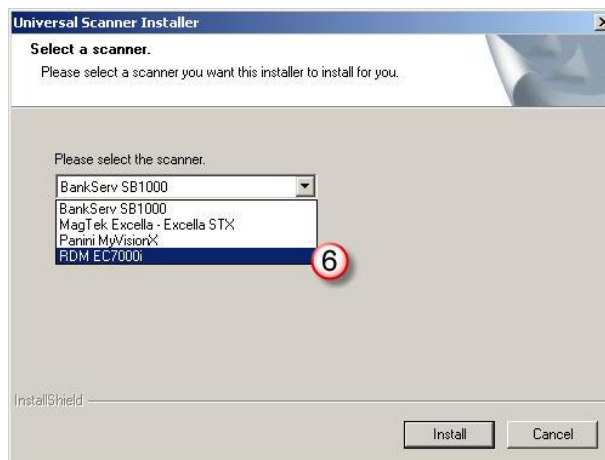 Universal Scanner Installer
Select a scanner.
Please select a scanner you want this installer to install for you.
Please select the scanner.
BankServ SB1000
BankServ SB1000
MagTek Excella - Excella STX
Panini MyVisionX
RDM EC7000i
6
InstallShield
Install
Cancel